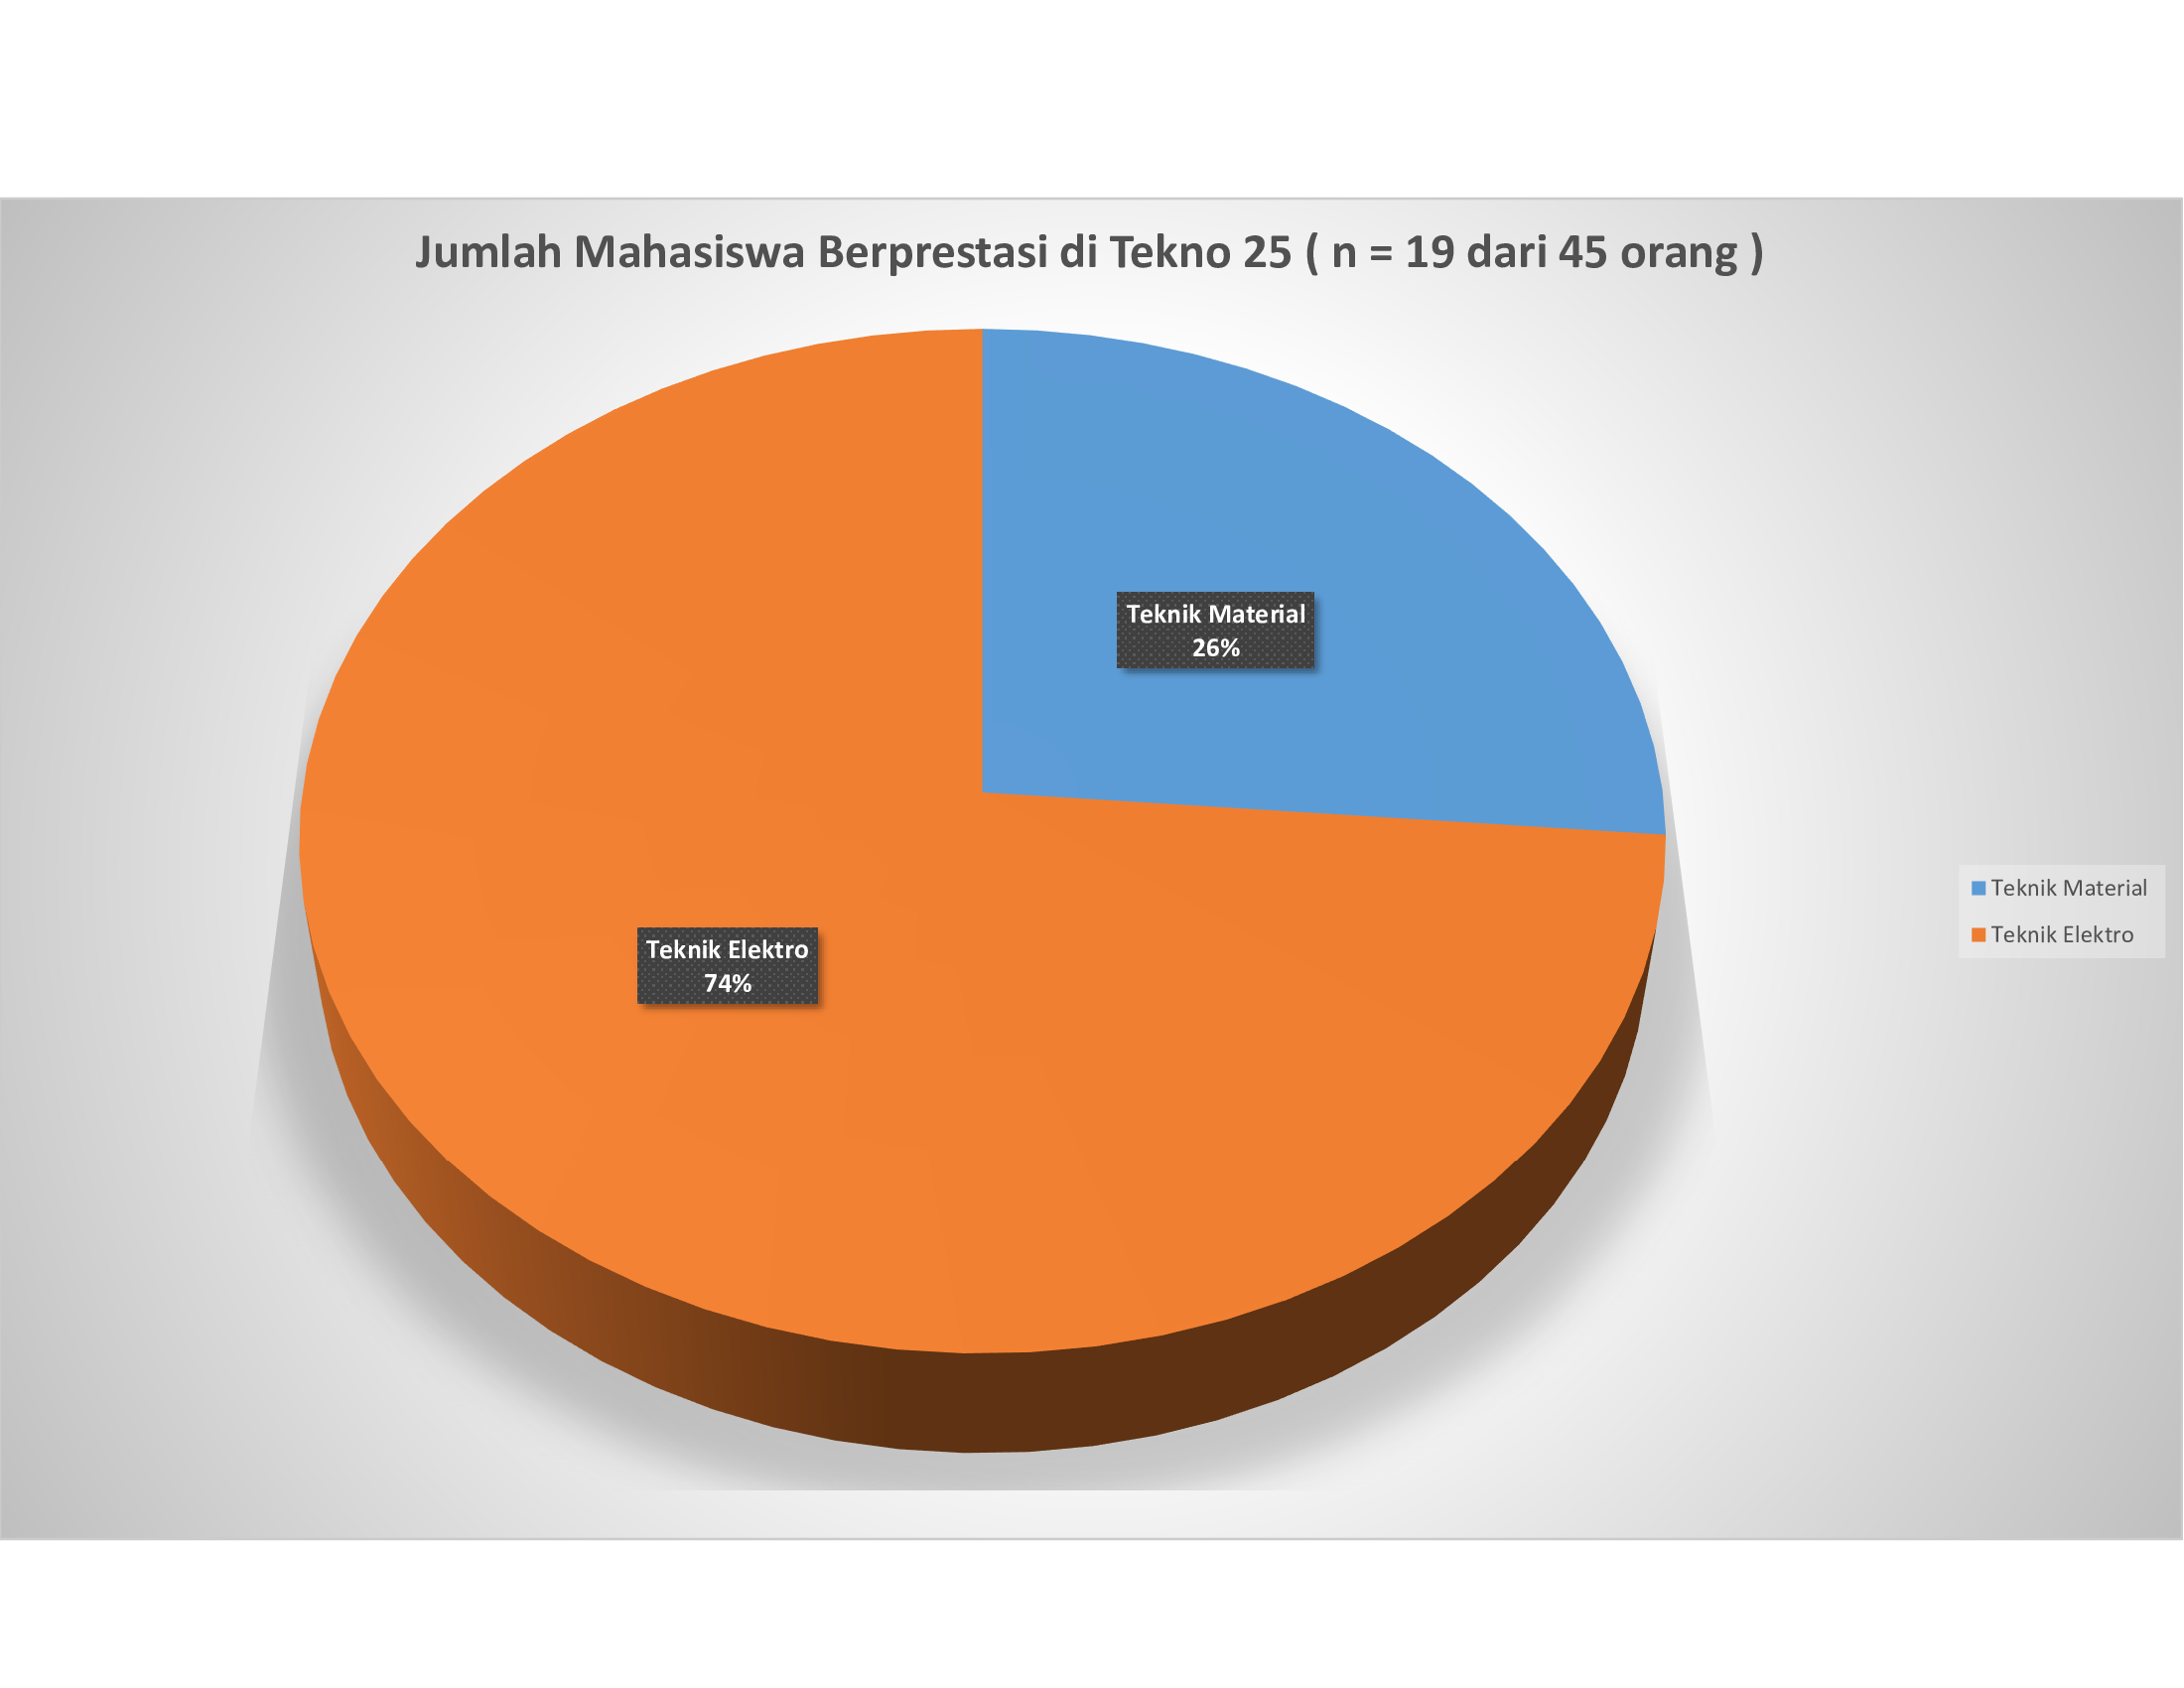 Jumlah Mahasiswa Berprestasi di Tekno 25 ( n = 19 dari 45 orang )
Teknik Material
26%
Teknik Elektro
74%
Teknik Material
Teknik Elektro